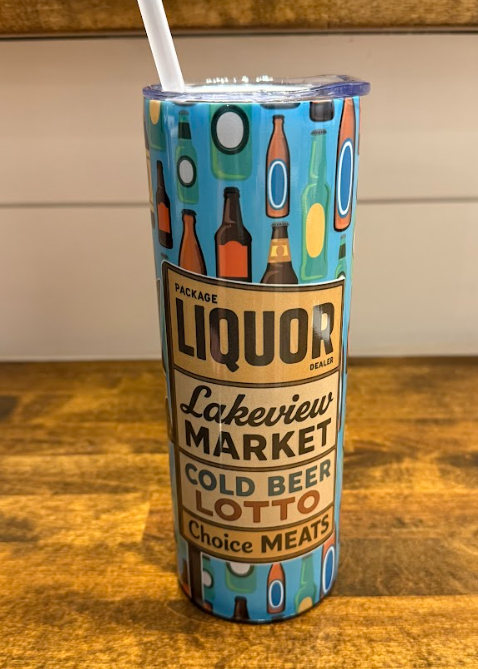 PACKAGE
LIQUOR
DEALER
Lakeview
MARKET
COLD BEER
LOTTO
Choice MEATS